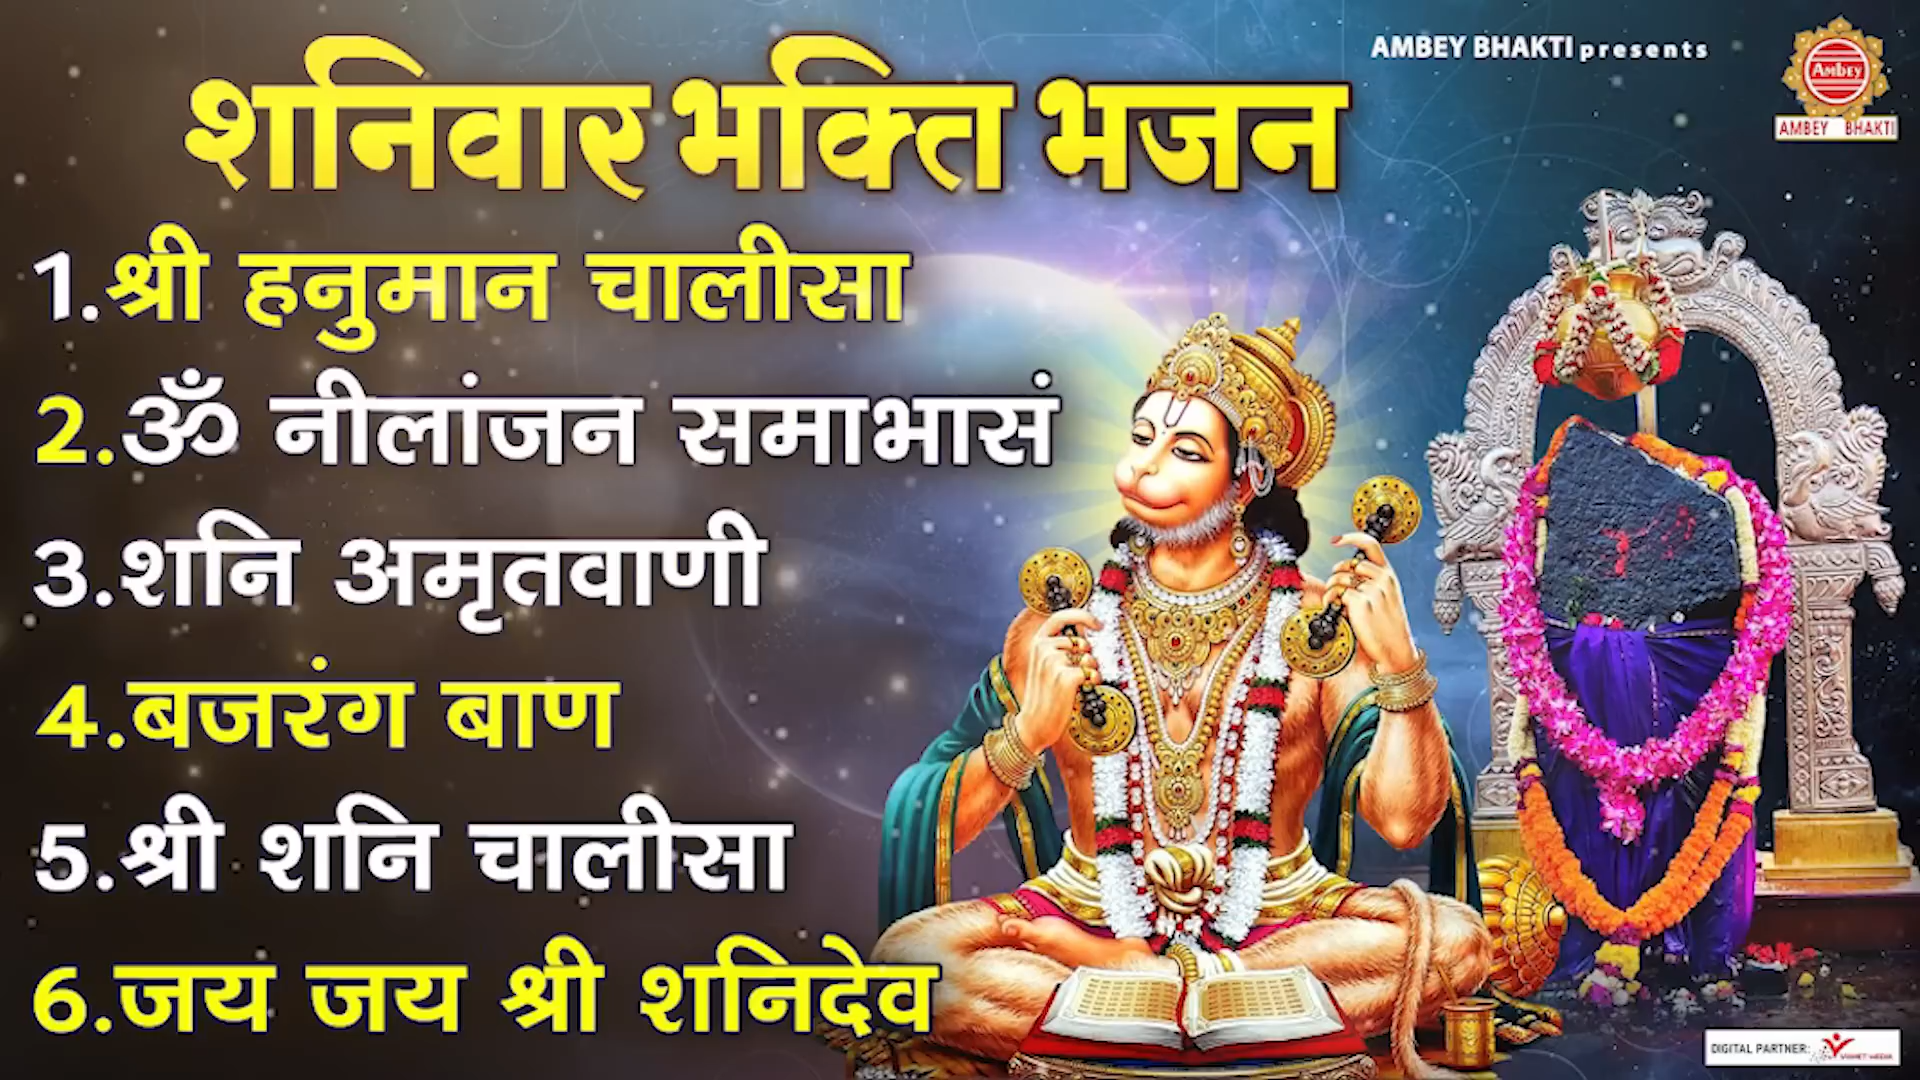 AMBEY BHAKTI presents
AMBEY
AMBEY BHAKTI
शनिवार भक्ति भजन
1.श्री हनुमान चालीसा
2.ॐ नीलांजन समाभासं
3.शनि अमृतवाणी
4.बजरंग बाण
5.श्री शनि चालीसा
6.जय जय श्री शनिदेव
DIGITAL PARTNER: